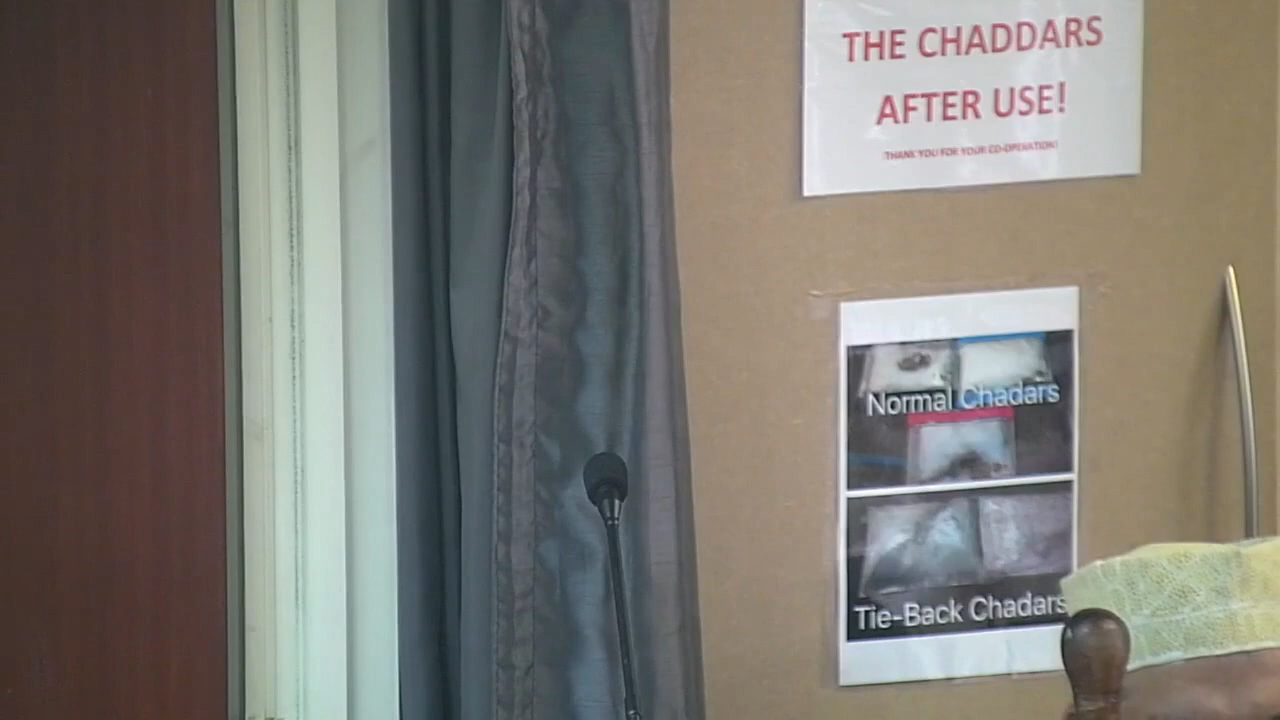 THE CHADDARS
AFTER USE!
THANK YOU FOR YOUR CO-OPERATION!
Normal Chadars
Tie-Back Chadars